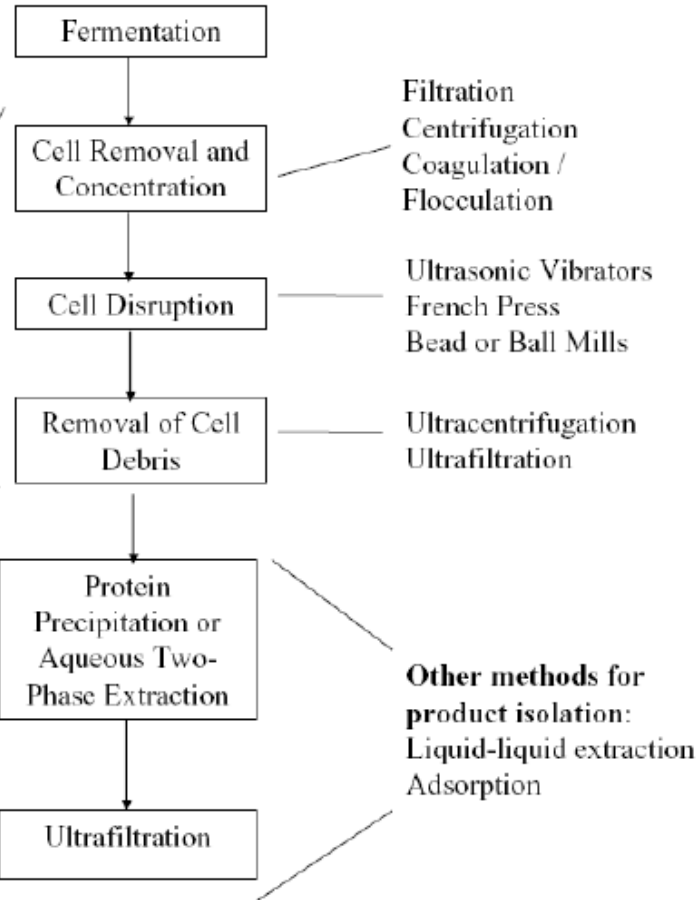 Fermentation
Cell Removal and
Concentration
Filtration
Centrifugation
Coagulation /
Flocculation
Cell Disruption
Ultrasonic Vibrators
French Press
Bead or Ball Mills
Removal of Cell
Debris
Ultracentrifugation
Ultrafiltration
Protein
Precipitation or
Aqueous Two-
Phase Extraction
Other methods for
product isolation:
Liquid-liquid extraction
Adsorption
Ultrafiltration